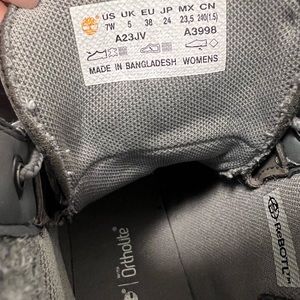 US UK EU JP MX CN
7W 5 38 24 23,5 240(1.5)
A23JV A3998
MADE IN BANGLADESH WOMENS
Ortholite